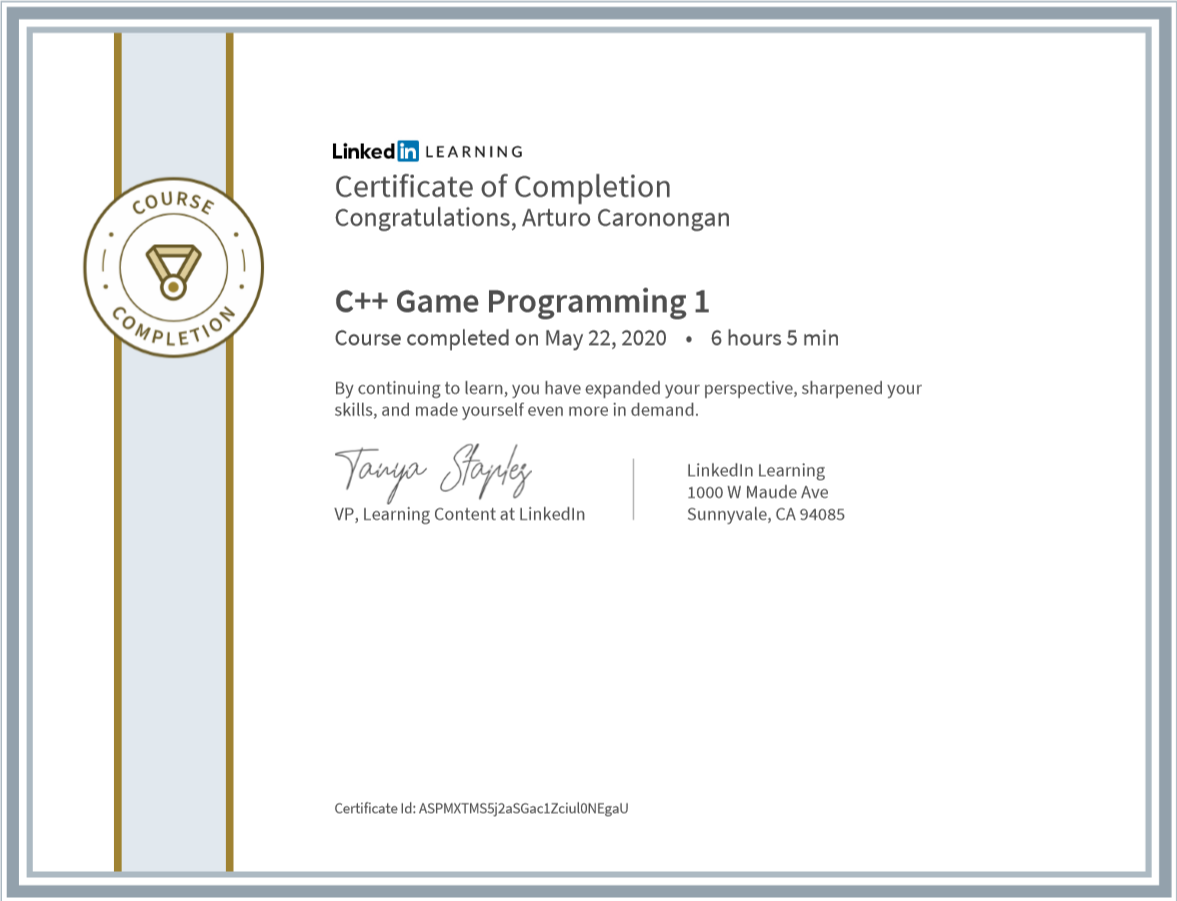 COURSE
COMPLETION
Linked in LEARNING
Certificate of Completion
Congratulations, Arturo Caronongan
C++ Game Programming 1
Course completed on May 22, 2020 • 6 hours 5 min
By continuing to learn, you have expanded your perspective, sharpened your
skills, and made yourself even more in demand.
Tanya Staples
VP, Learning Content at LinkedIn
LinkedIn Learning
1000 W Maude Ave
Sunnyvale, CA 94085
Certificate Id: ASPMXTMS5j2aSGac1Zciul0NEgaU